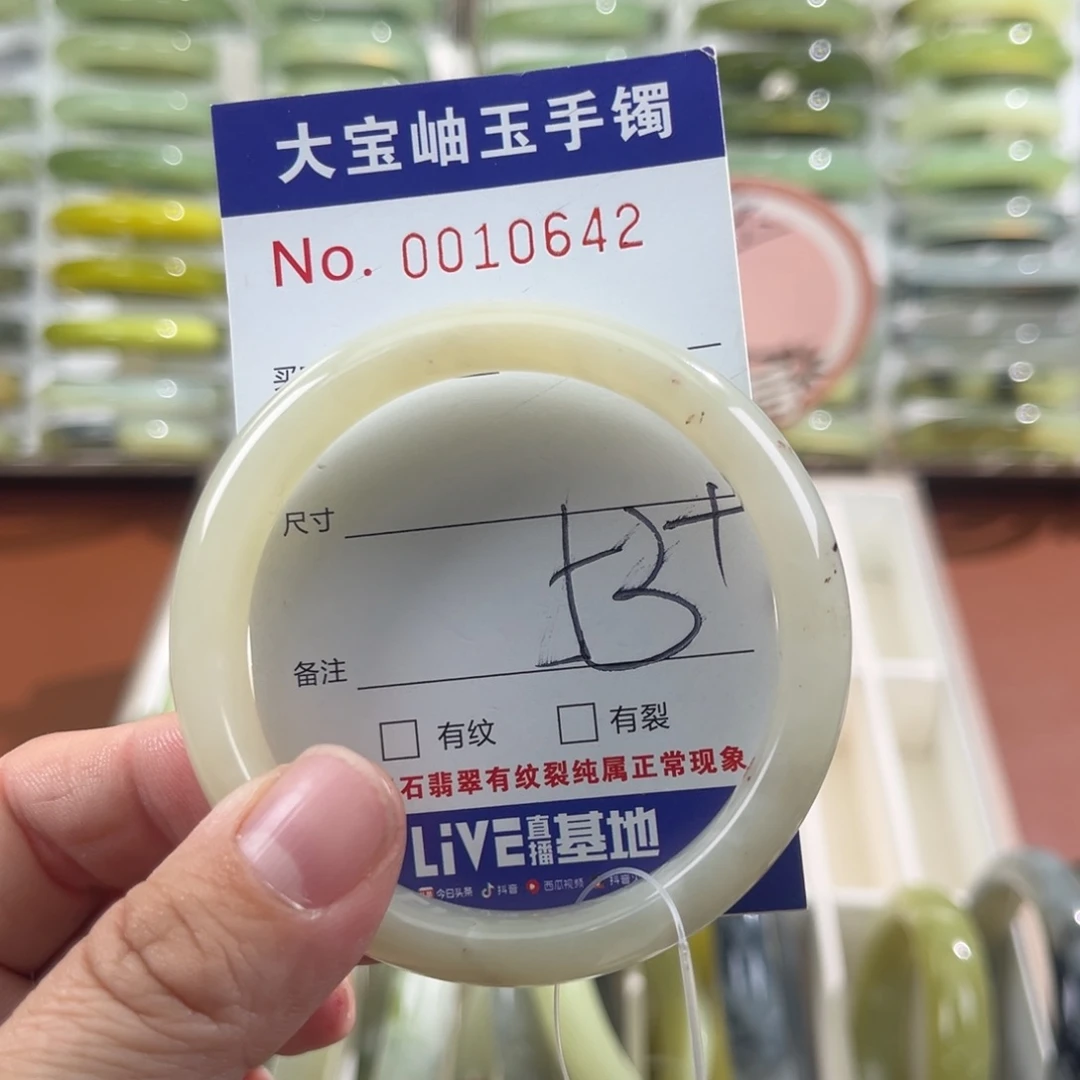 大宝岫玉手镯
No. 0010642
尺寸
B+
备注
□ 有纹 □ 有裂
石翡翠有纹裂纯属正常现象
LiVE直播基地
今日头条 抖音 西瓜视频 抖音